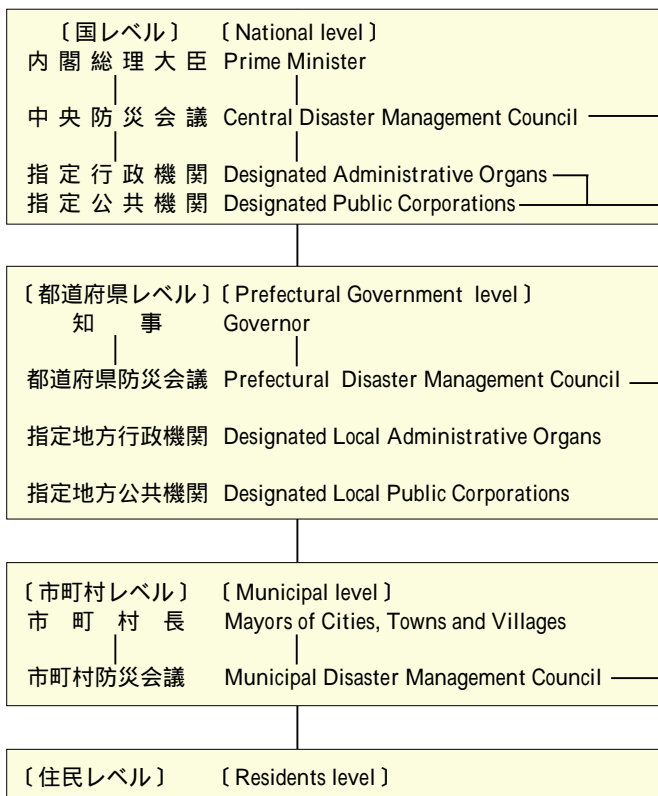 〔国レベル〕 〔National level〕
内閣総理大臣 Prime Minister
中央防災会議 Central Disaster Management Council
指定行政機関 Designated Administrative Organs
指定公共機関 Designated Public Corporations
〔都道府県レベル〕〔Prefectural Government level〕
知事 Governor
都道府県防災会議 Prefectural Disaster Management Council
指定地方行政機関 Designated Local Administrative Organs
指定地方公共機関 Designated Local Public Corporations
〔市町村レベル〕 〔Municipal level〕
市町村長 Mayors of Cities, Towns and Villages
市町村防災会議 Municipal Disaster Management Council
〔住民レベル〕 〔Residents level〕